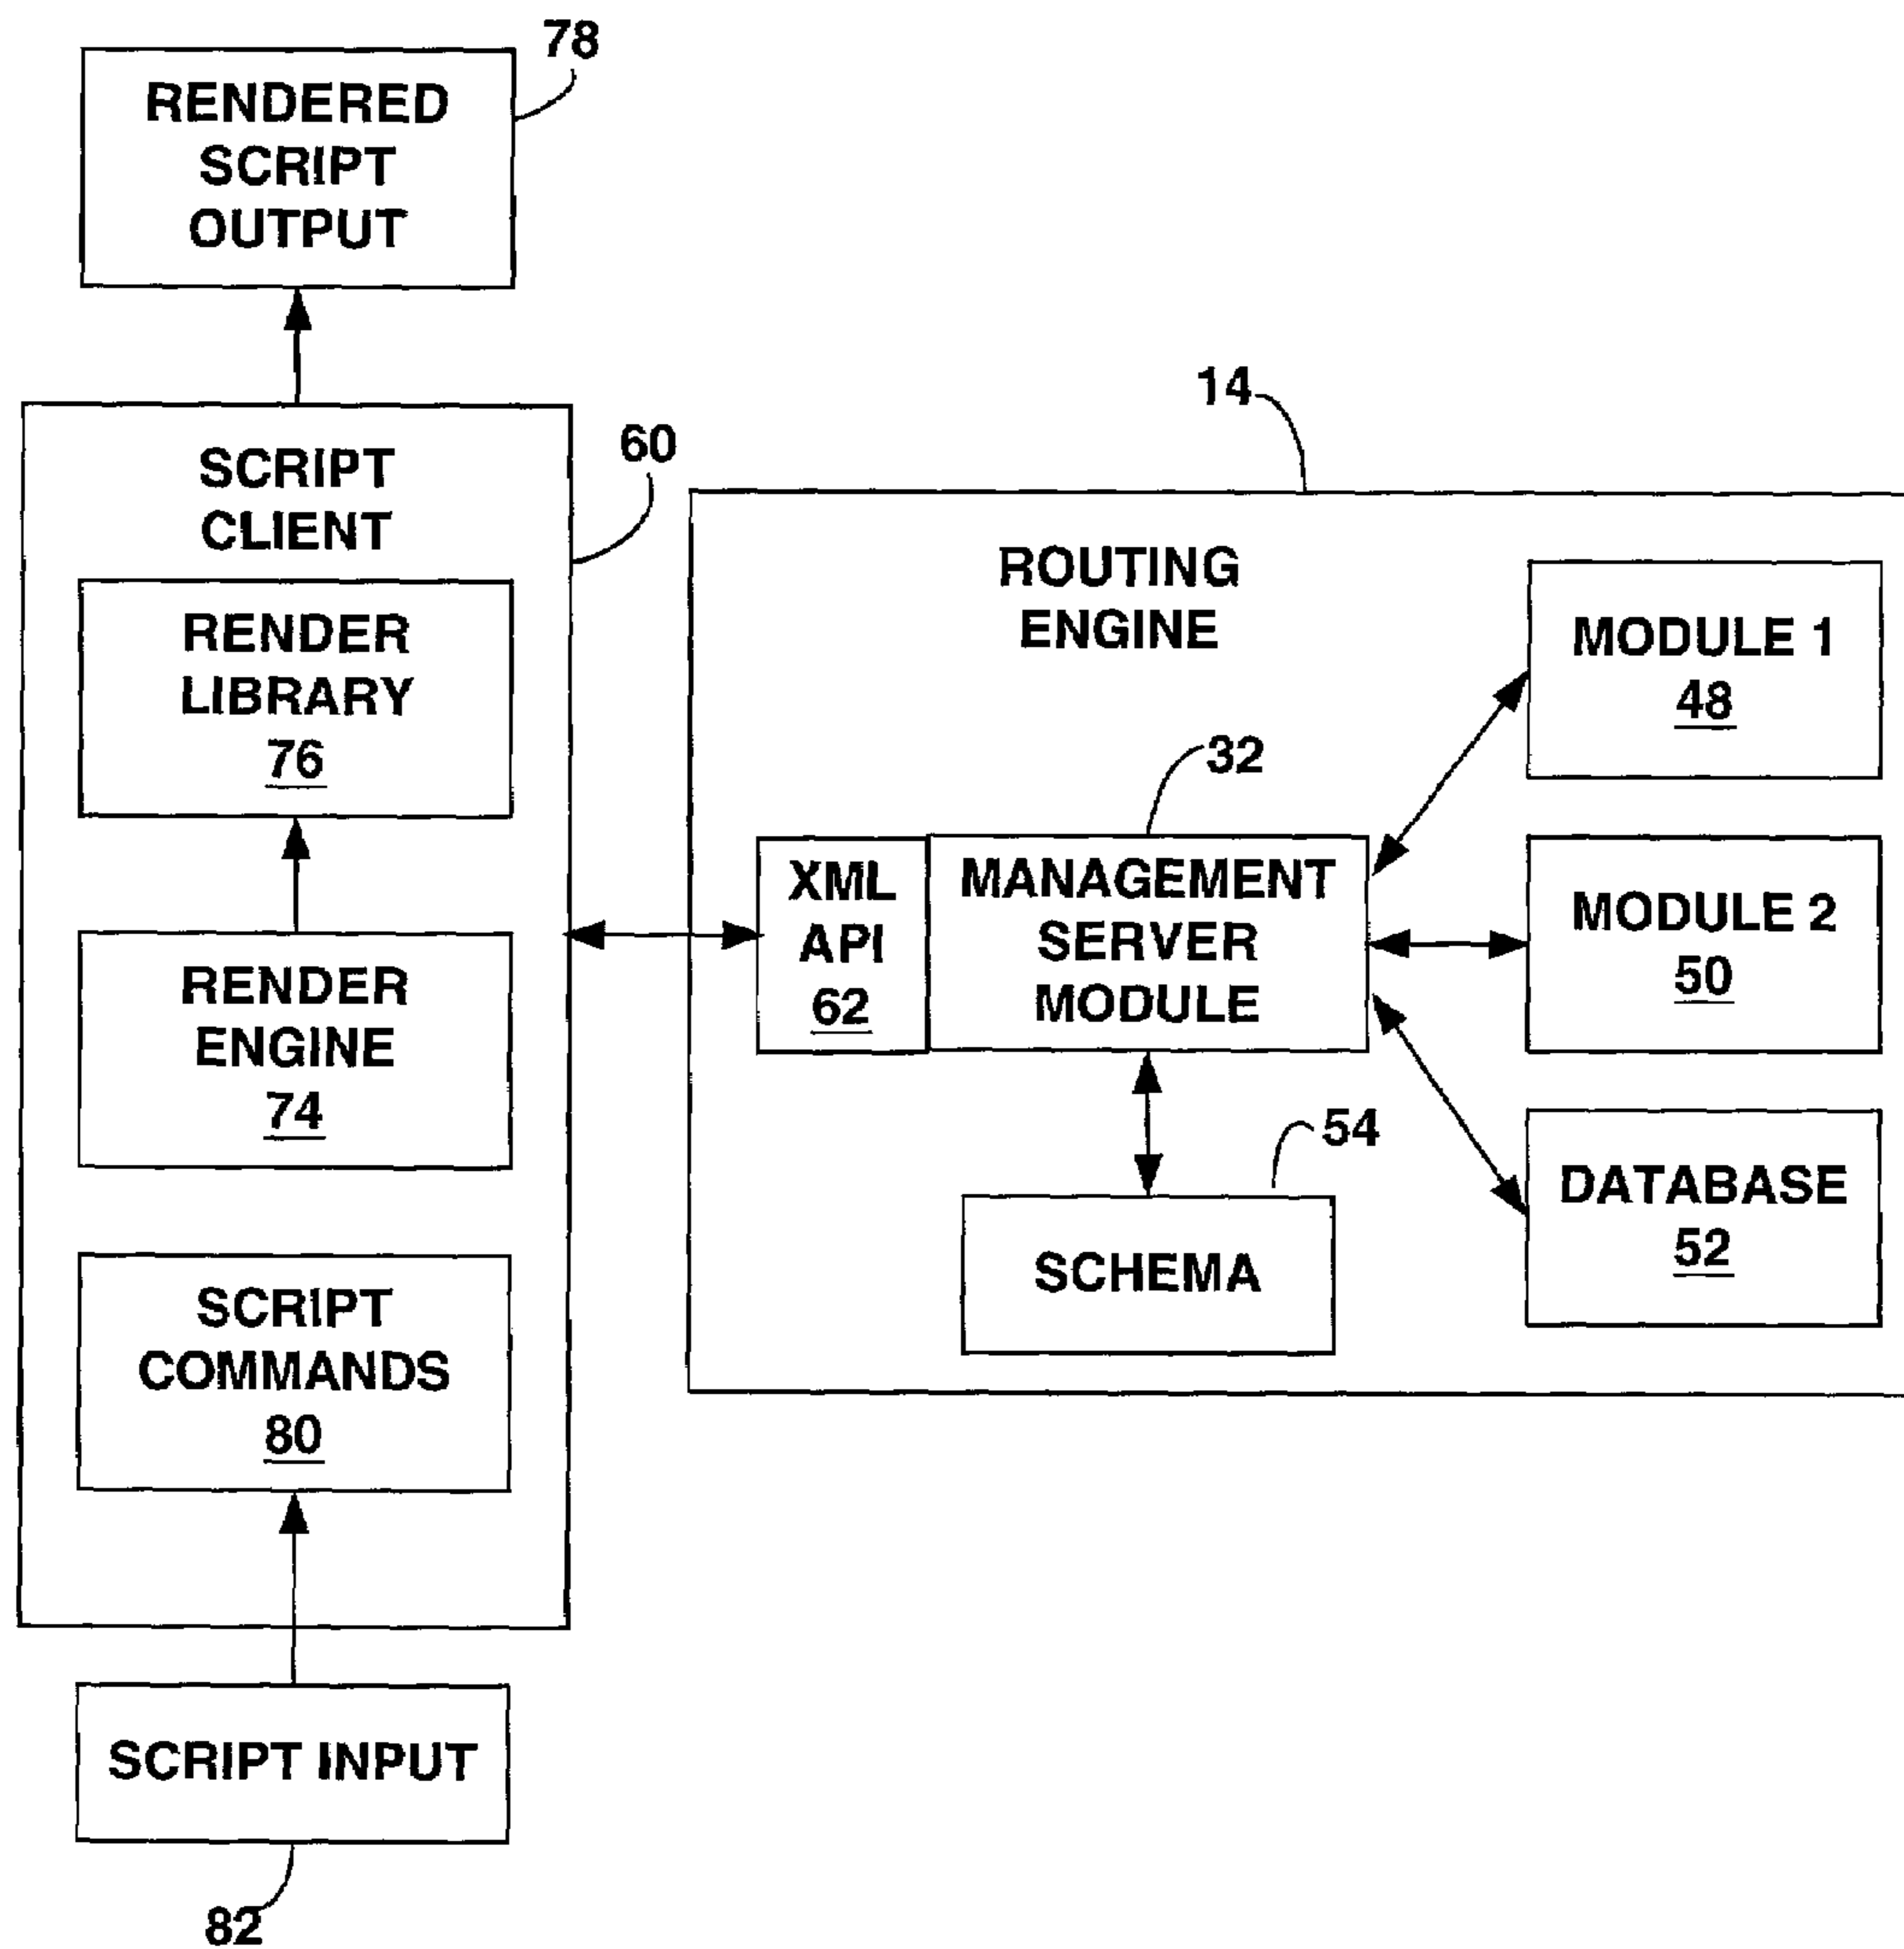 78
RENDERED
SCRIPT
OUTPUT
60
SCRIPT
CLIENT
RENDER
LIBRARY
76
RENDER
ENGINE
74
SCRIPT
COMMANDS
80
SCRIPT INPUT
82
14
ROUTING
ENGINE
32
XML
API
62
MANAGEMENT
SERVER
MODULE
54
SCHEMA
MODULE 1
48
MODULE 2
50
DATABASE
52